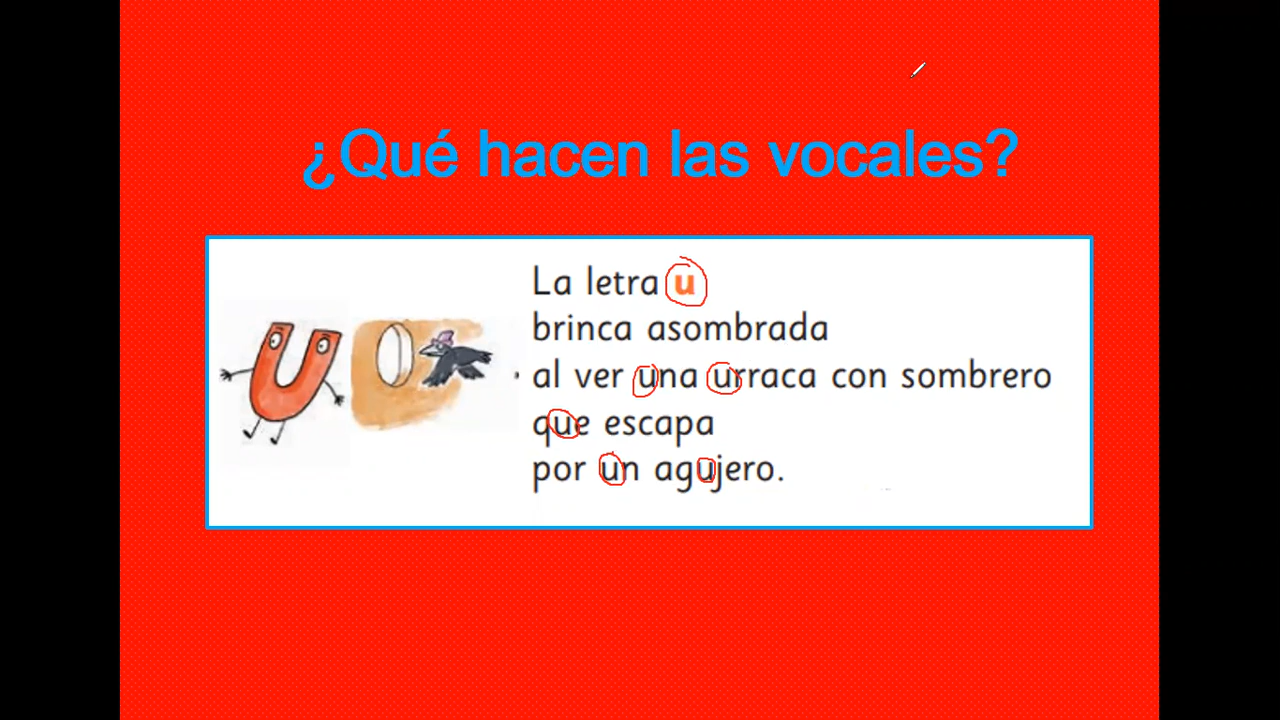 ¿Qué hacen las vocales?
La letra u
brinca asombrada
al ver una urraca con sombrero
que escapa
por un agujero.